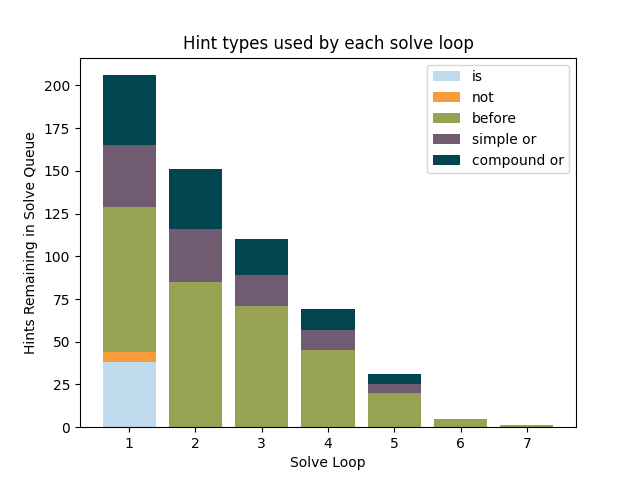 Hint types used by each solve loop
is
not
before
simple or
compound or
Hints Remaining in Solve Queue
200
175
150
125
100
75
50
25
0
1 2 3 4 5 6 7
Solve Loop